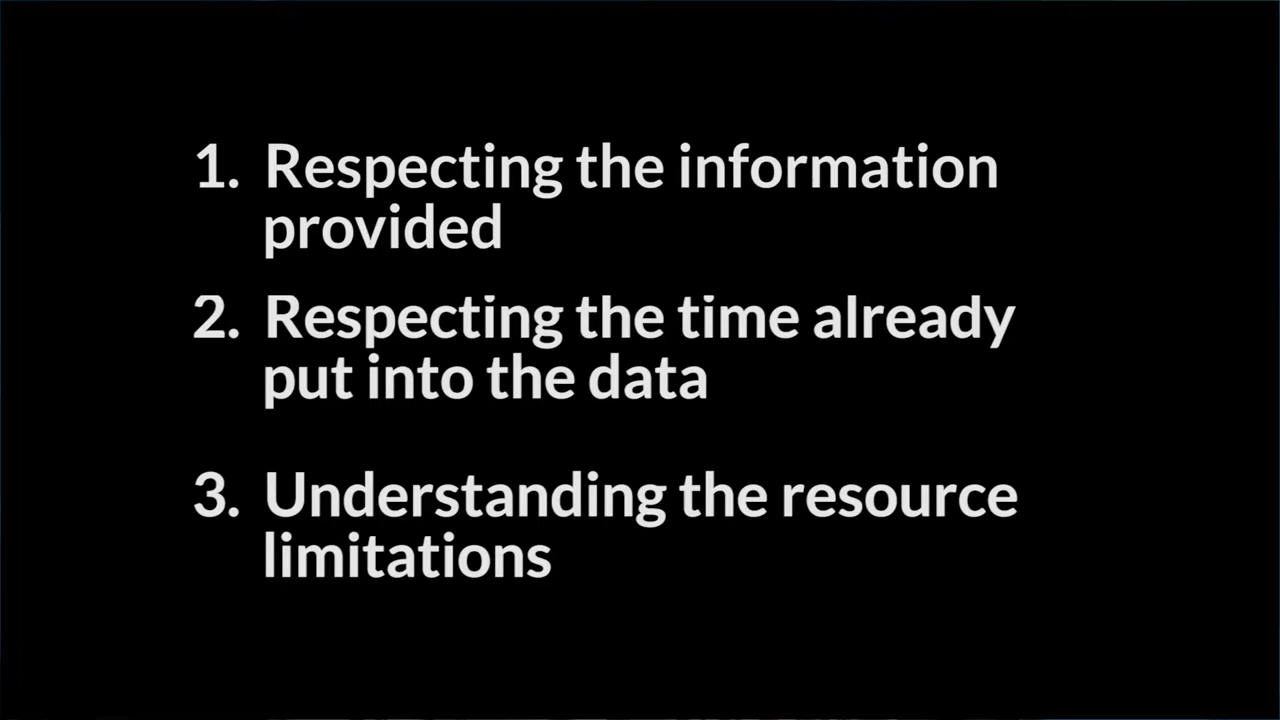 1. Respecting the information
provided
2. Respecting the time already
put into the data
3. Understanding the resource
limitations